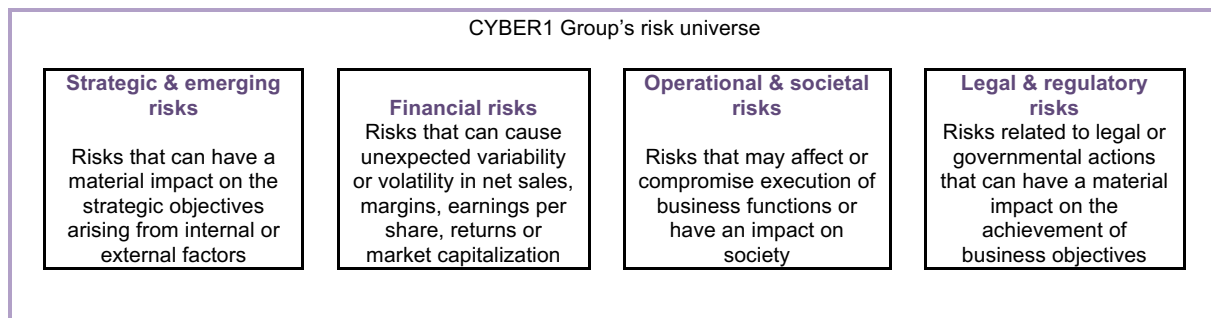 CYBER1 Group's risk universe
Strategic & emerging
risks
Risks that can have a
material impact on the
strategic objectives
arising from internal or
external factors
Financial risks
Risks that can cause
unexpected variability
or volatility in net sales,
margins, earnings per
share, returns or
market capitalization
Operational & societal
risks
Risks that may affect or
compromise execution of
business functions or
have an impact on
society
Legal & regulatory
risks
Risks related to legal or
governmental actions
that can have a material
impact on the
achievement of
business objectives